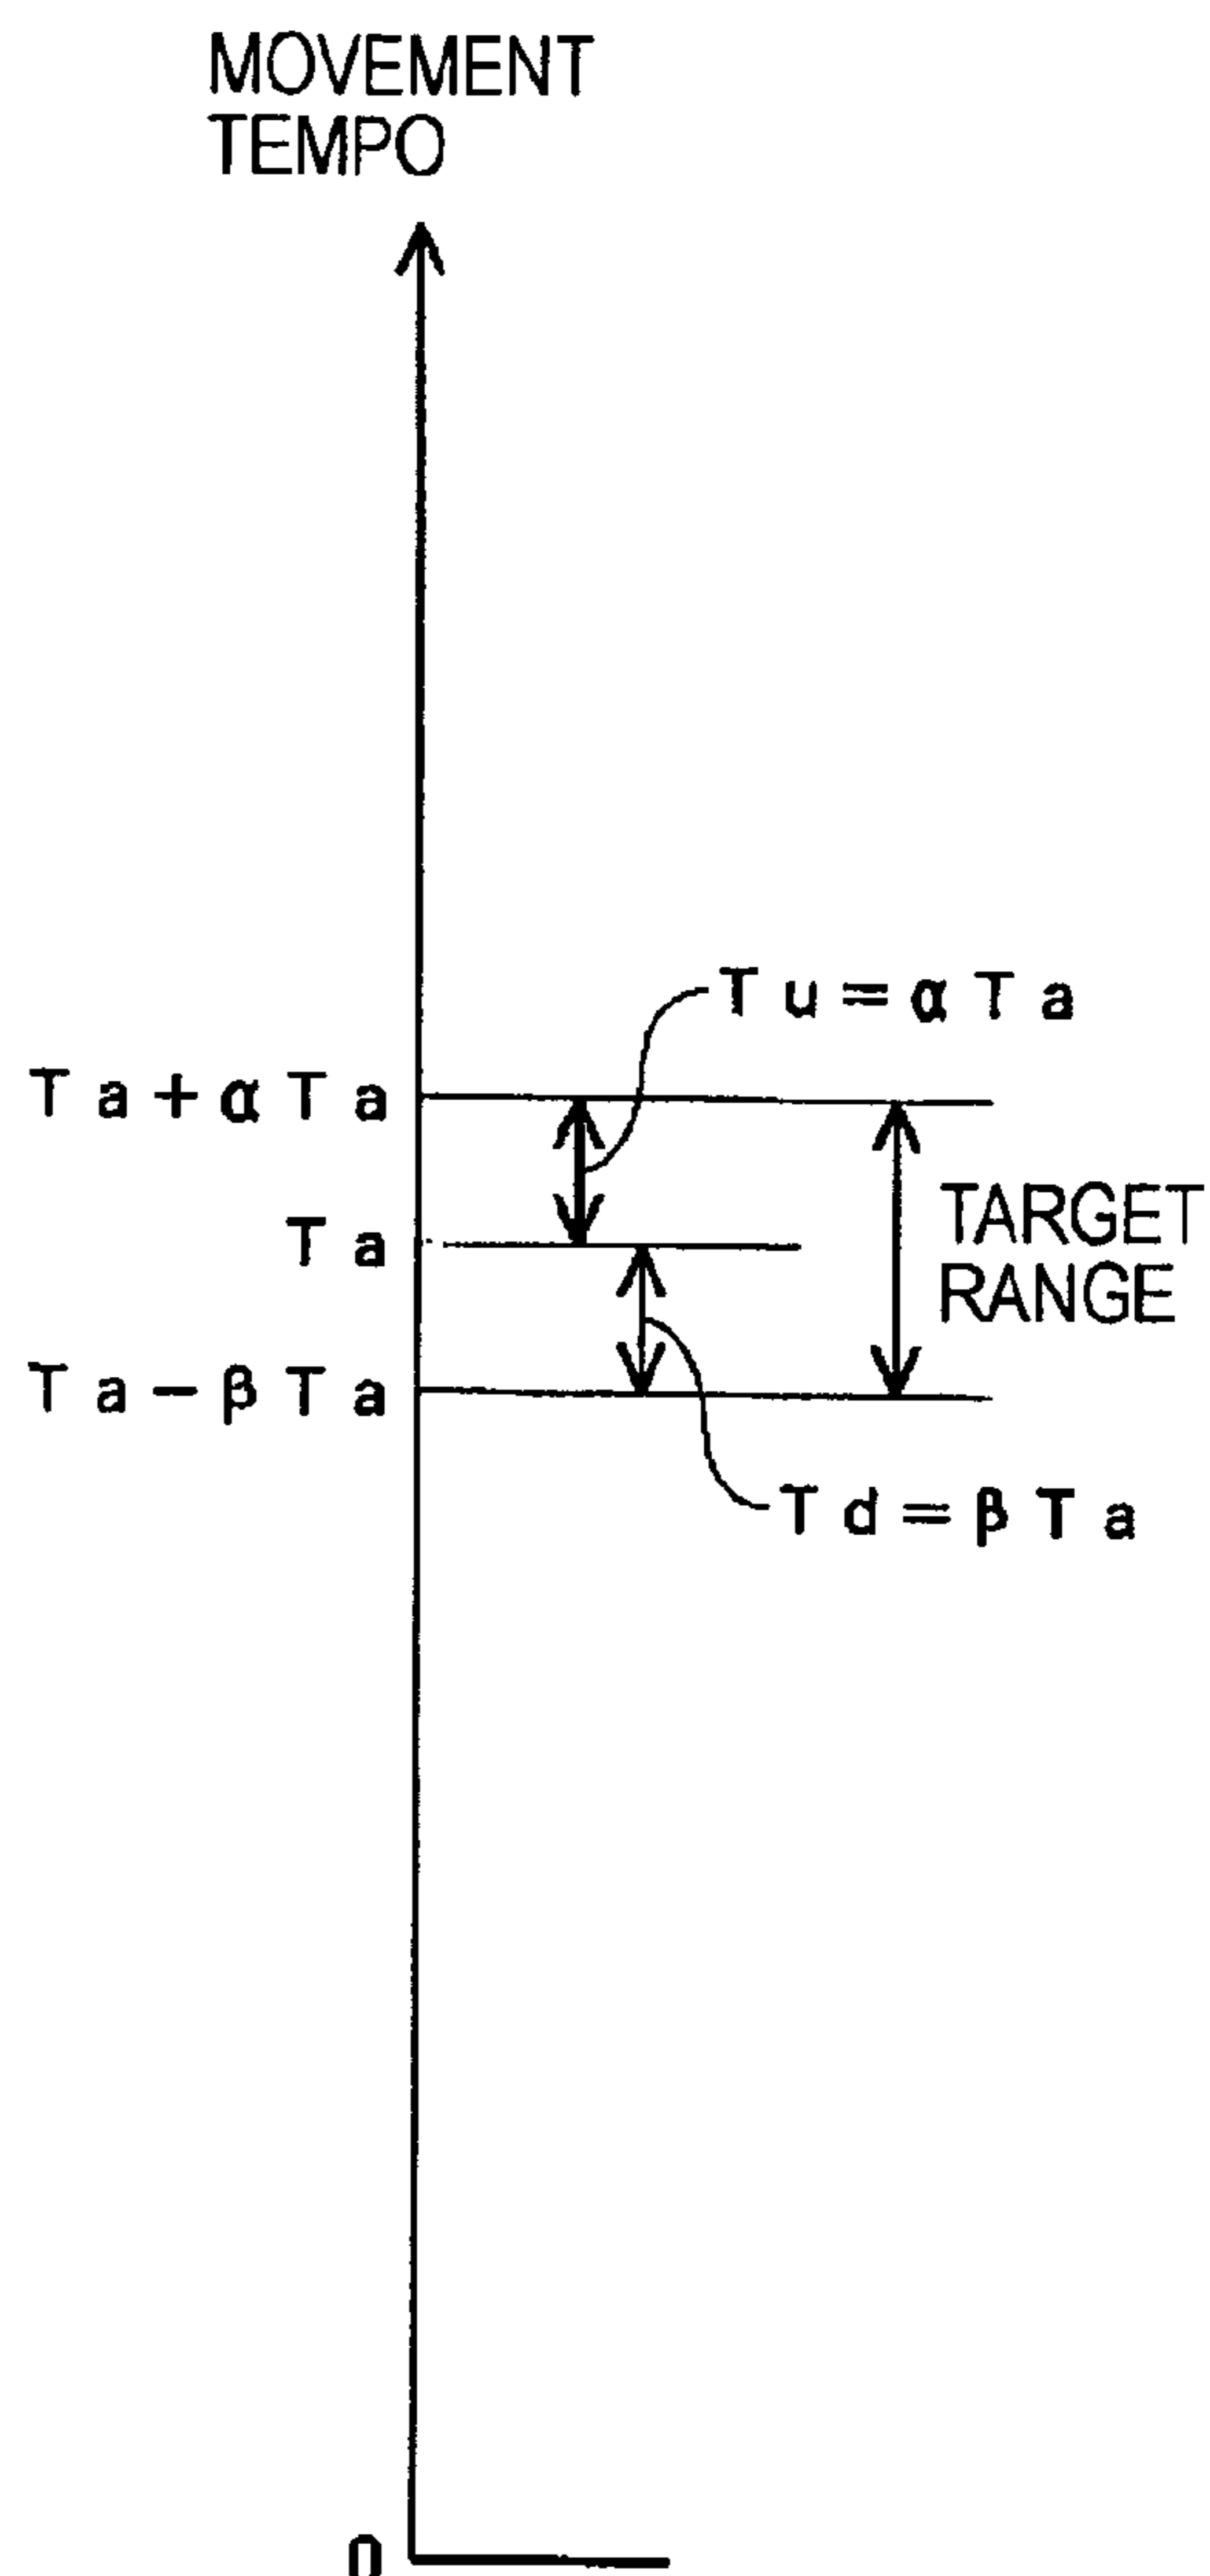 MOVEMENT
TEMPO
Tu=αTa
Ta+αTa
Ta
TARGET
RANGE
Ta-βTa
Td=βTa
0